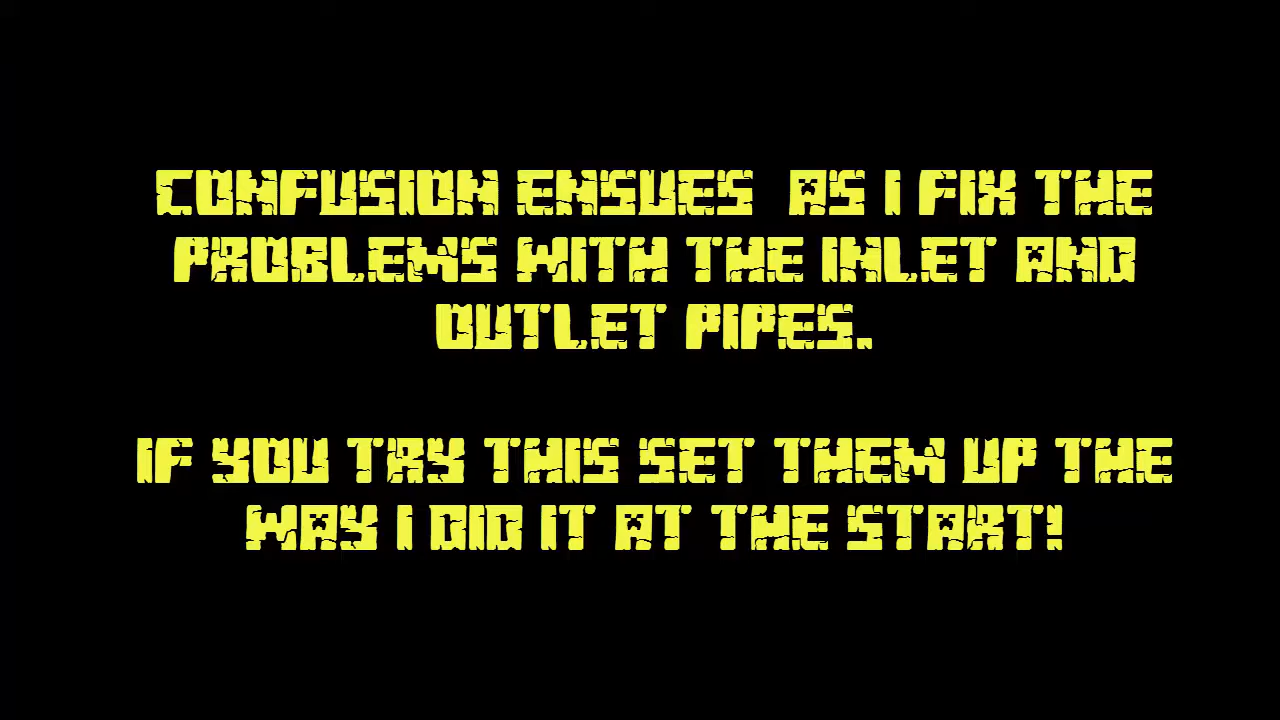 CONFUSION ENSUES  AS I FIX THE
PROBLEMS WITH THE INLET AND
OUTLET PIPES.
IF YOU TRY THIS SET THEM UP THE
WAY I DID IT AT THE START!